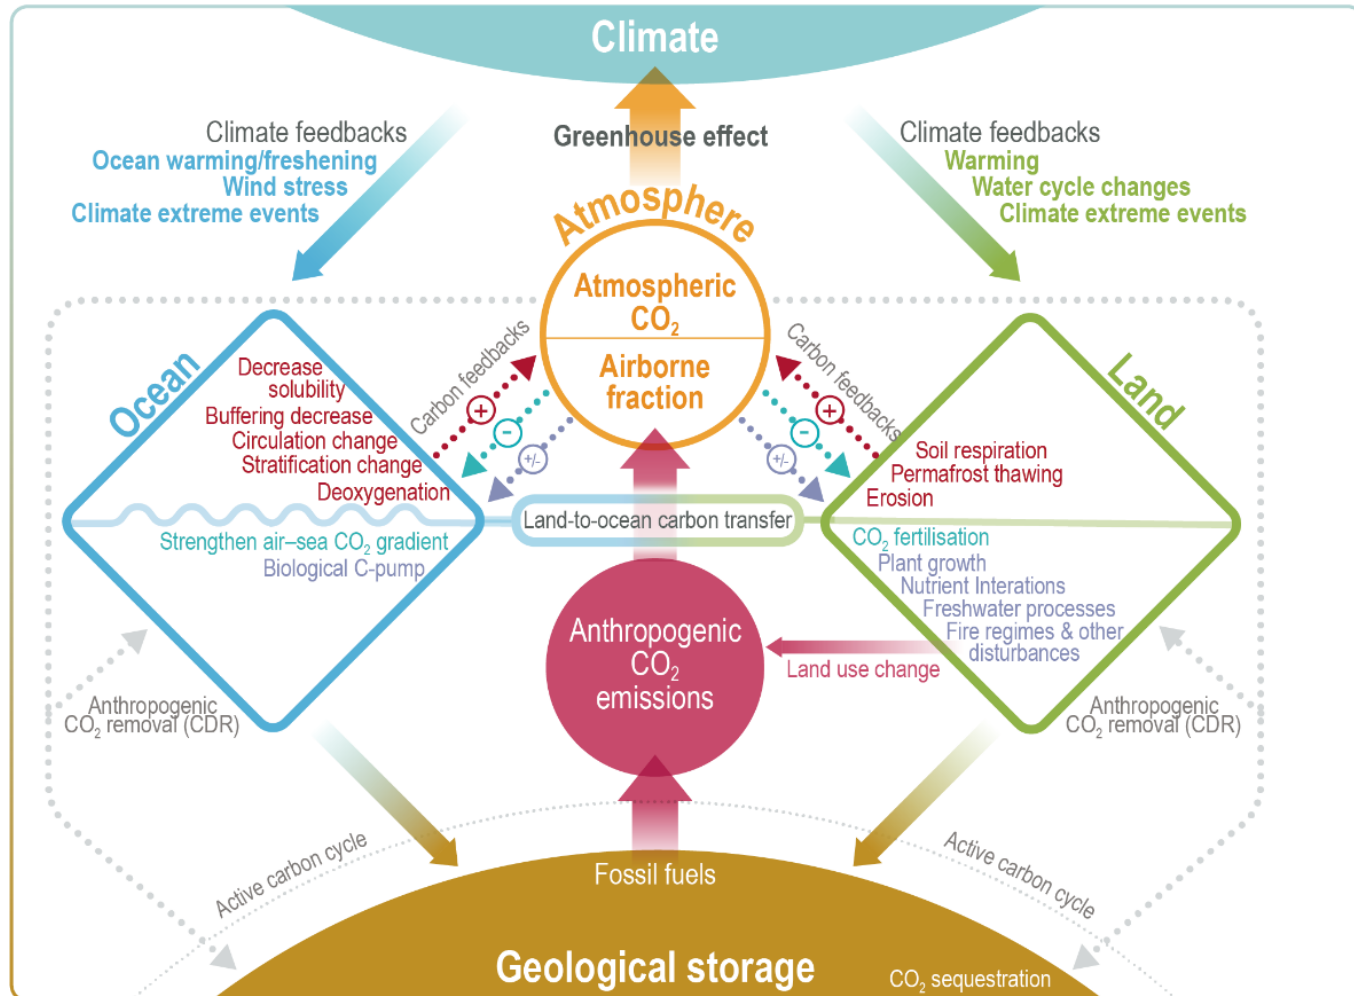 Climate
Greenhouse effect
Climate feedbacks
Ocean warming/freshening
Wind stress
Climate extreme events
Climate feedbacks
Warming
Water cycle changes
Climate extreme events
Atmosphere
Atmospheric
CO₂
Airborne
fraction
Carbon feedbacks
+
-
+/-
Carbon feedbacks
+
-
+/-
Ocean
Decrease
solubility
Buffering decrease
Circulation change
Stratification change
Deoxygenation
Strengthen air–sea CO₂ gradient
Biological C-pump
Land-to-ocean carbon transfer
Land
Soil respiration
Permafrost thawing
Erosion
CO₂ fertilisation
Plant growth
Nutrient Interations
Freshwater processes
Fire regimes & other
disturbances
Anthropogenic
CO₂
emissions
Land use change
Anthropogenic
CO₂ removal (CDR)
Anthropogenic
CO₂ removal (CDR)
Active carbon cycle
Active carbon cycle
Fossil fuels
Geological storage
CO₂ sequestration